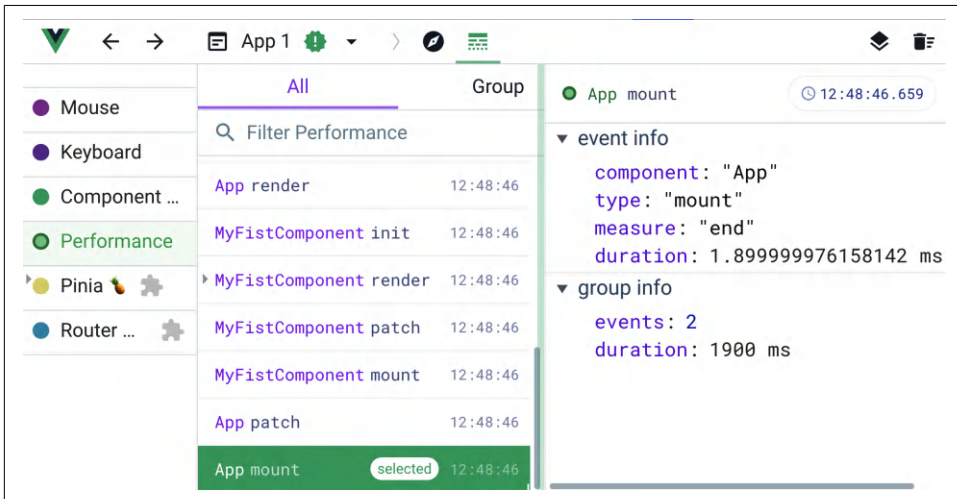 App 1
Mouse
Keyboard
Component ...
Performance
Pinia 🍍
Router ...
All
Group
Filter Performance
App render 12:48:46
MyFistComponent init 12:48:46
MyFistComponent render 12:48:46
MyFistComponent patch 12:48:46
MyFistComponent mount 12:48:46
App patch 12:48:46
App mount selected 12:48:46
App mount 12:48:46.659
event info
component: "App"
type: "mount"
measure: "end"
duration: 1.899999976158142 ms
group info
events: 2
duration: 1900 ms